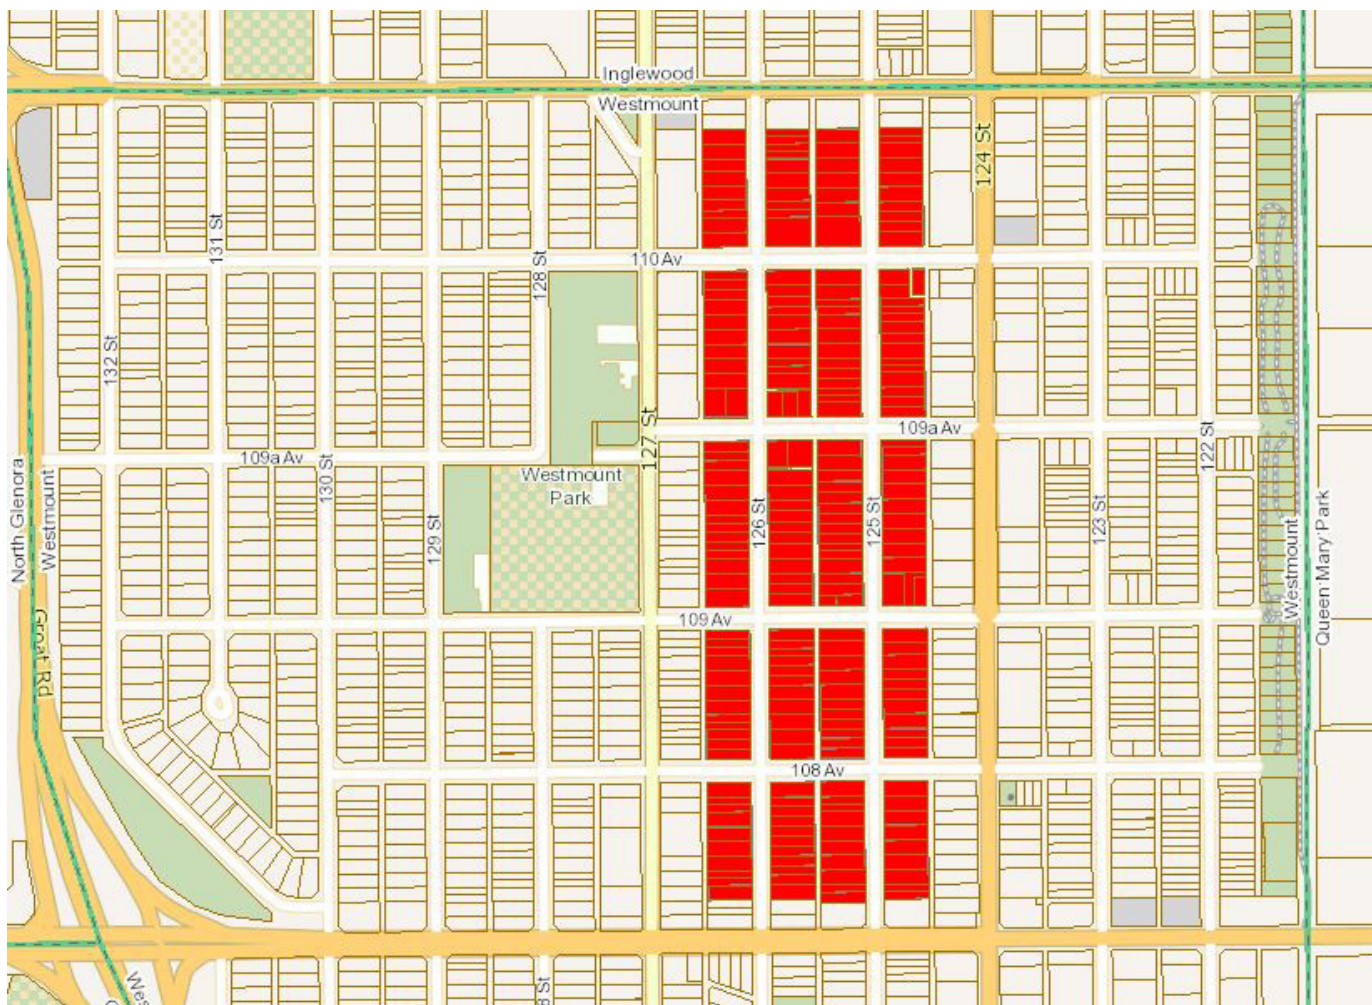 Inglewood
Westmount
124 St
131 St
110 Av
128 St
132 St
127 St
109a Av
122 St
109a Av
130 St
Westmount
Park
North Glenora
Westmount
129 St
126 St
125 St
123 St
Westmount
Queen Mary Park
109 Av
Groat Rd
108 Av